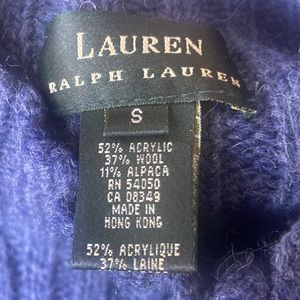 LAUREN
RALPH LAUREN
S
52% ACRYLIC
37% WOOL
11% ALPACA
RN 54050
CA 08349
MADE IN
HONG KONG
52% ACRYLIQUE
37% LAINE